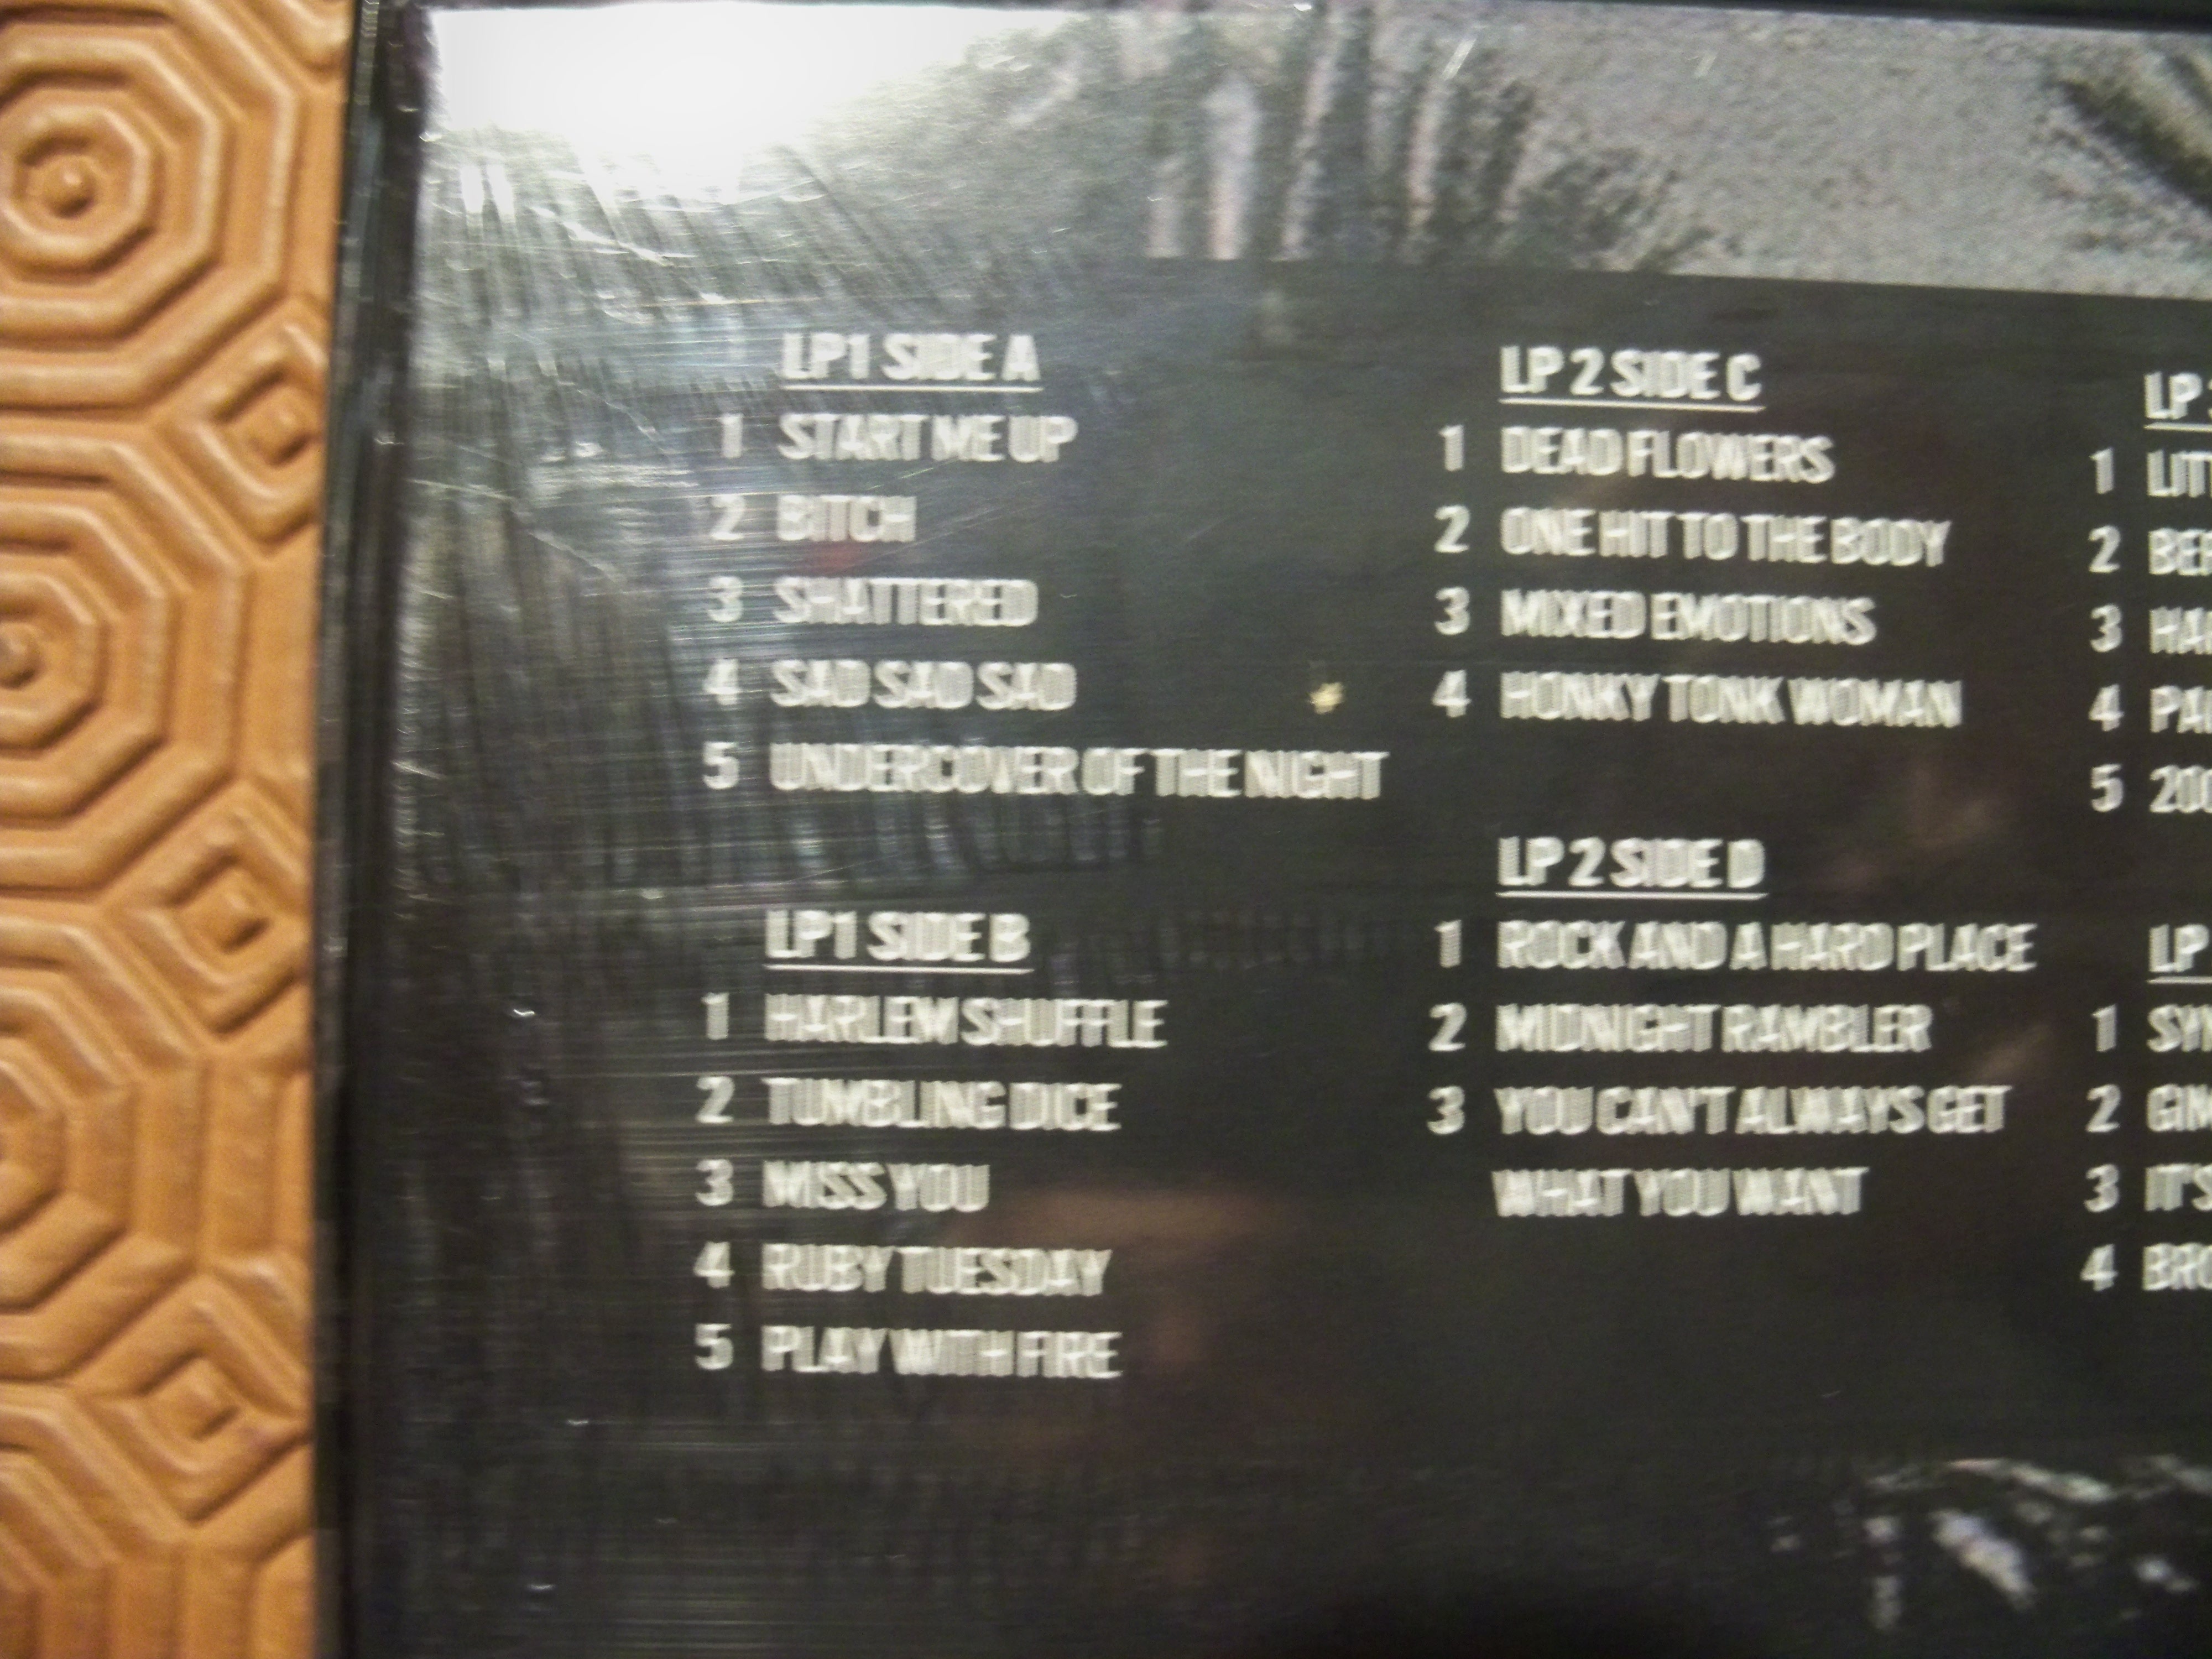 LP1 SIDE A
1 START ME UP
2 BITCH
3 SHATTERED
4 SAD SAD SAD
5 UNDERCOVER OF THE NIGHT
LP1 SIDE B
1 HARLEM SHUFFLE
2 TUMBLING DICE
3 MISS YOU
4 RUBY TUESDAY
5 PLAY WITH FIRE
LP 2 SIDE C
1 DEAD FLOWERS
2 ONE HIT TO THE BODY
3 MIXED EMOTIONS
4 HONKY TONK WOMAN
LP 2 SIDE D
1 ROCK AND A HARD PLACE
2 MIDNIGHT RAMBLER
3 YOU CAN'T ALWAYS GET
WHAT YOU WANT
LP
1
2
3
4
5
LP
1
2
3 IT'S
4